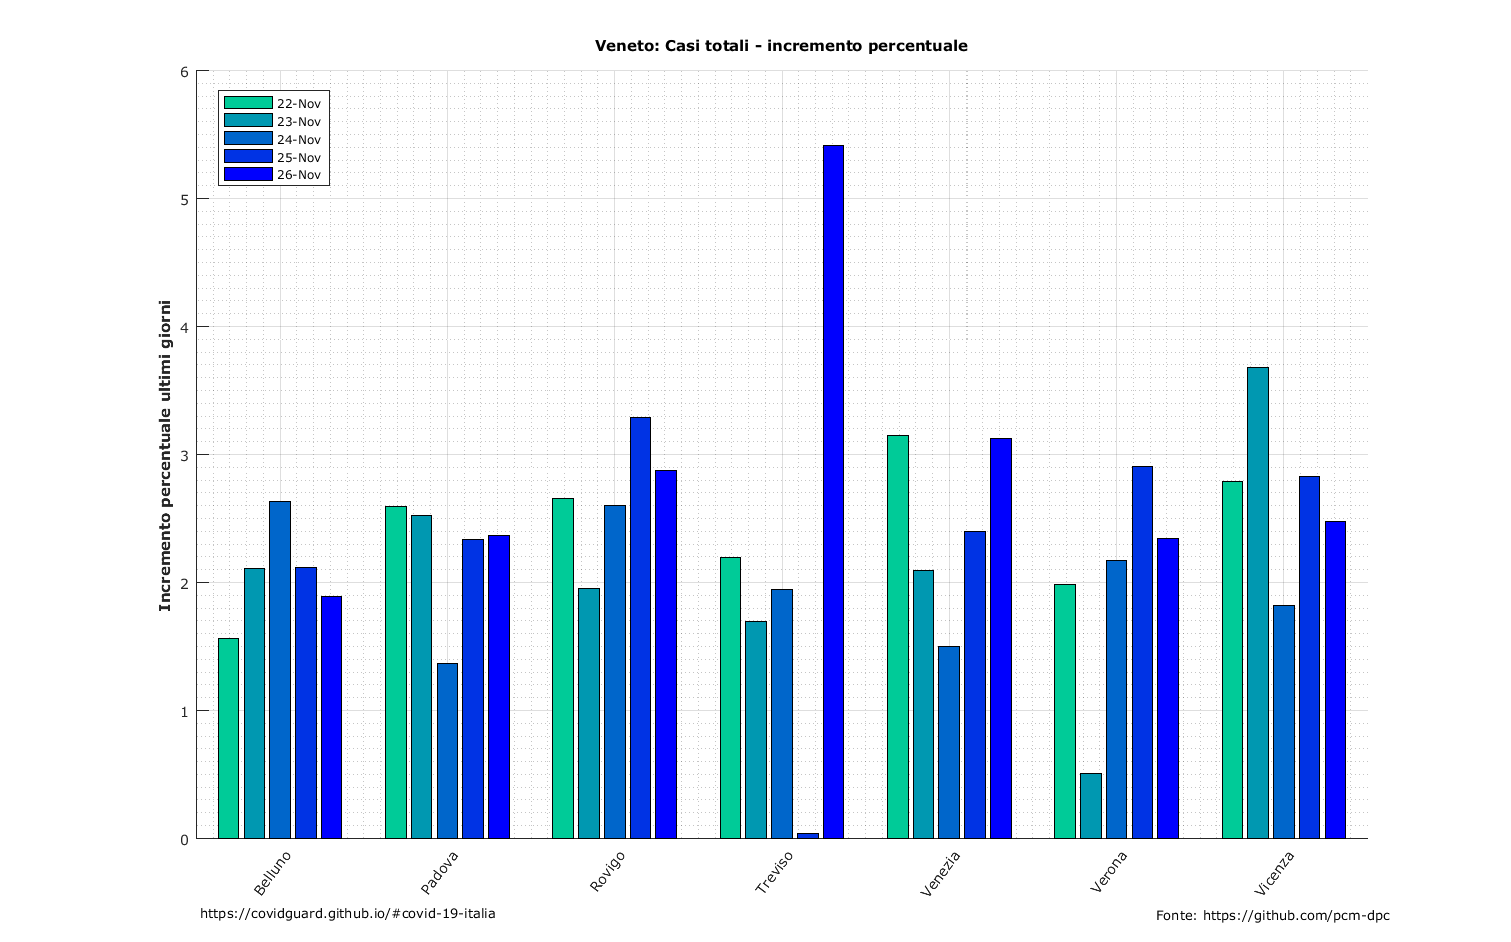 Veneto: Casi totali - incremento percentuale
6
5
4
3
2
1
0
Incremento percentuale ultimi giorni
22-Nov
23-Nov
24-Nov
25-Nov
26-Nov
Belluno
Padova
Rovigo
Treviso
Venezia
Verona
Vicenza
https://covidguard.github.io/#covid-19-italia
Fonte: https://github.com/pcm-dpc